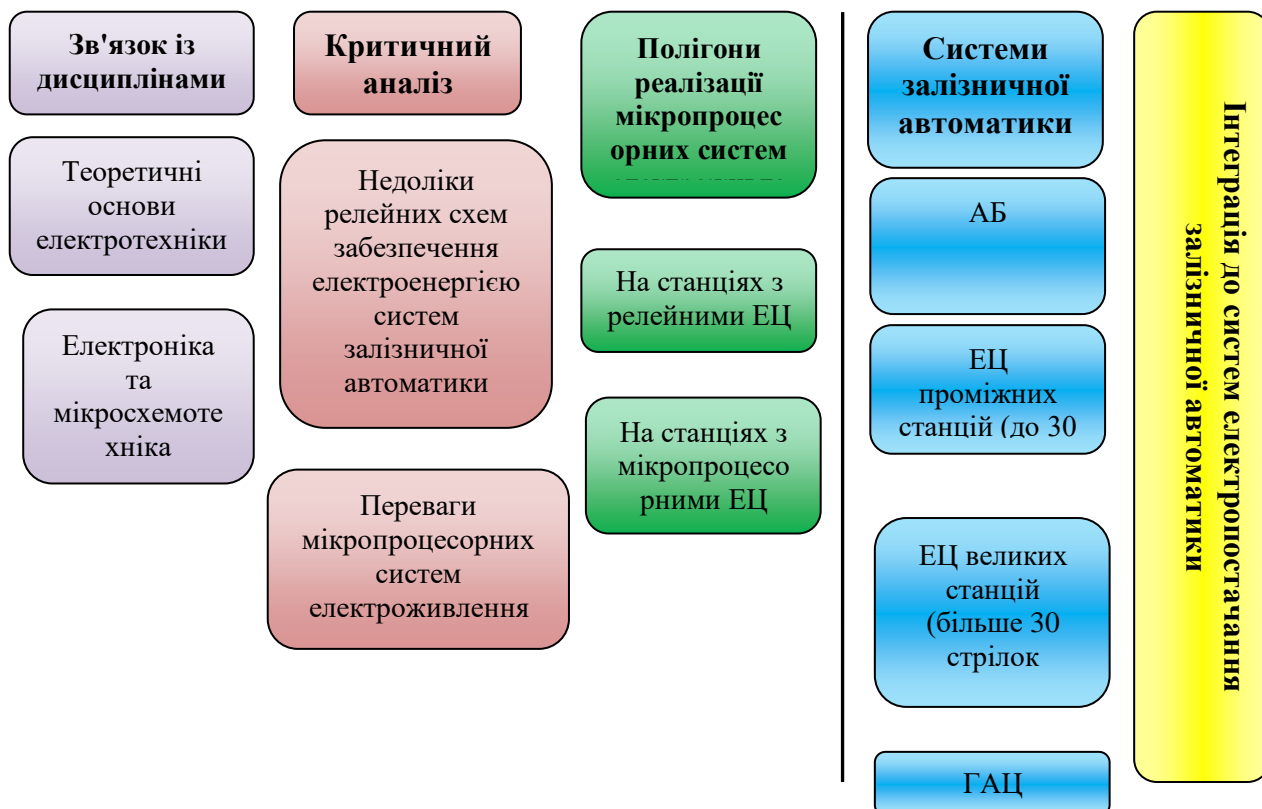 Зв'язок із
дисциплінами
Теоретичні
основи
електротехніки
Електроніка
та
мікросхемоте
хніка
Критичний
аналіз
Недоліки
релейних схем
забезпечення
електроенергією
систем
залізничної
автоматики
Переваги
мікропроцесорних
систем
електроживлення
Полігони
реалізації
мікропроцес
орних систем
На станціях з
релейними ЕЦ
На станціях з
мікропроцесо
рними ЕЦ
Системи
залізничної
автоматики
АБ
ЕЦ
проміжних
станцій (до 30
ЕЦ великих
станцій
(більше 30
стрілок
ГАЦ
Інтеграція до систем електропостачання
залізничної автоматики